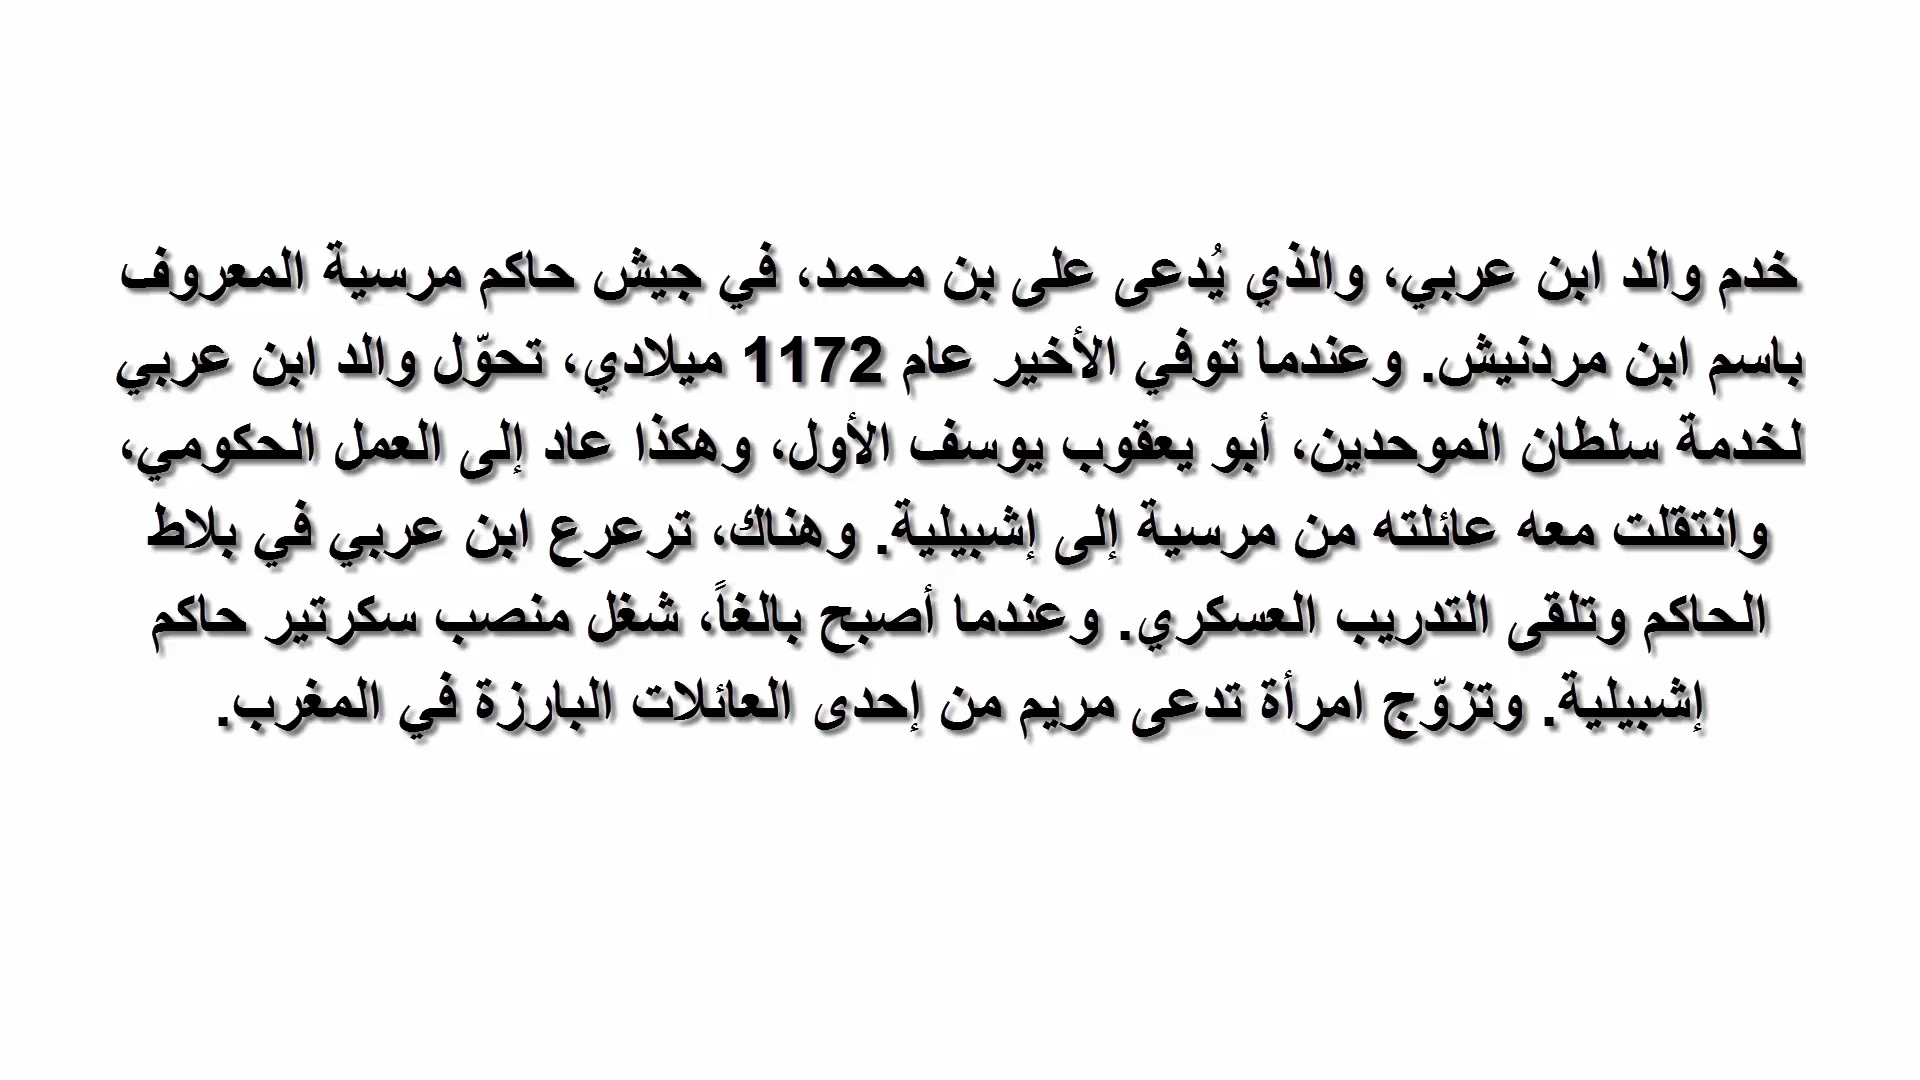 خدم والد ابن عربي، والذي يُدعى على بن محمد، في جيش حاكم مرسية المعروف
باسم ابن مردنيش. وعندما توفي الأخير عام 1172 ميلادي، تحوّل والد ابن عربي
لخدمة سلطان الموحدين، أبو يعقوب يوسف الأول، وهكذا عاد إلى العمل الحكومي،
وانتقلت معه عائلته من مرسية إلى إشبيلية. وهناك، ترعرع ابن عربي في بلاط
الحاكم وتلقى التدريب العسكري. وعندما أصبح بالغاً، شغل منصب سكرتير حاكم
إشبيلية. وتزوّج امرأة تدعى مريم من إحدى العائلات البارزة في المغرب.